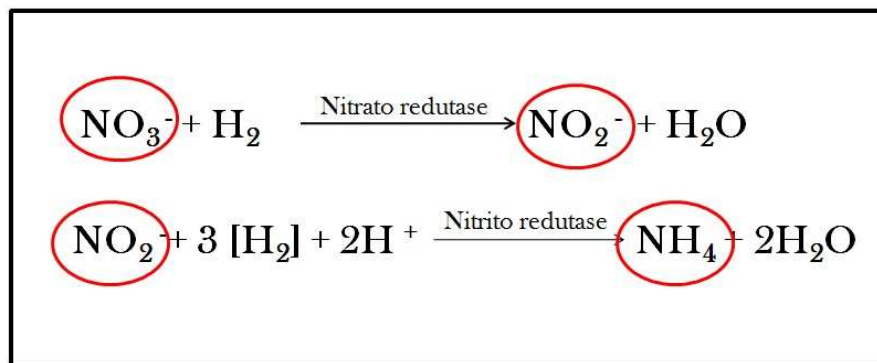 Nitrato redutase
NO₃⁻ + H₂ → NO₂⁻ + H₂O
Nitrito redutase
NO₂⁻ + 3 [H₂] + 2H⁺ → NH₄ + 2H₂O